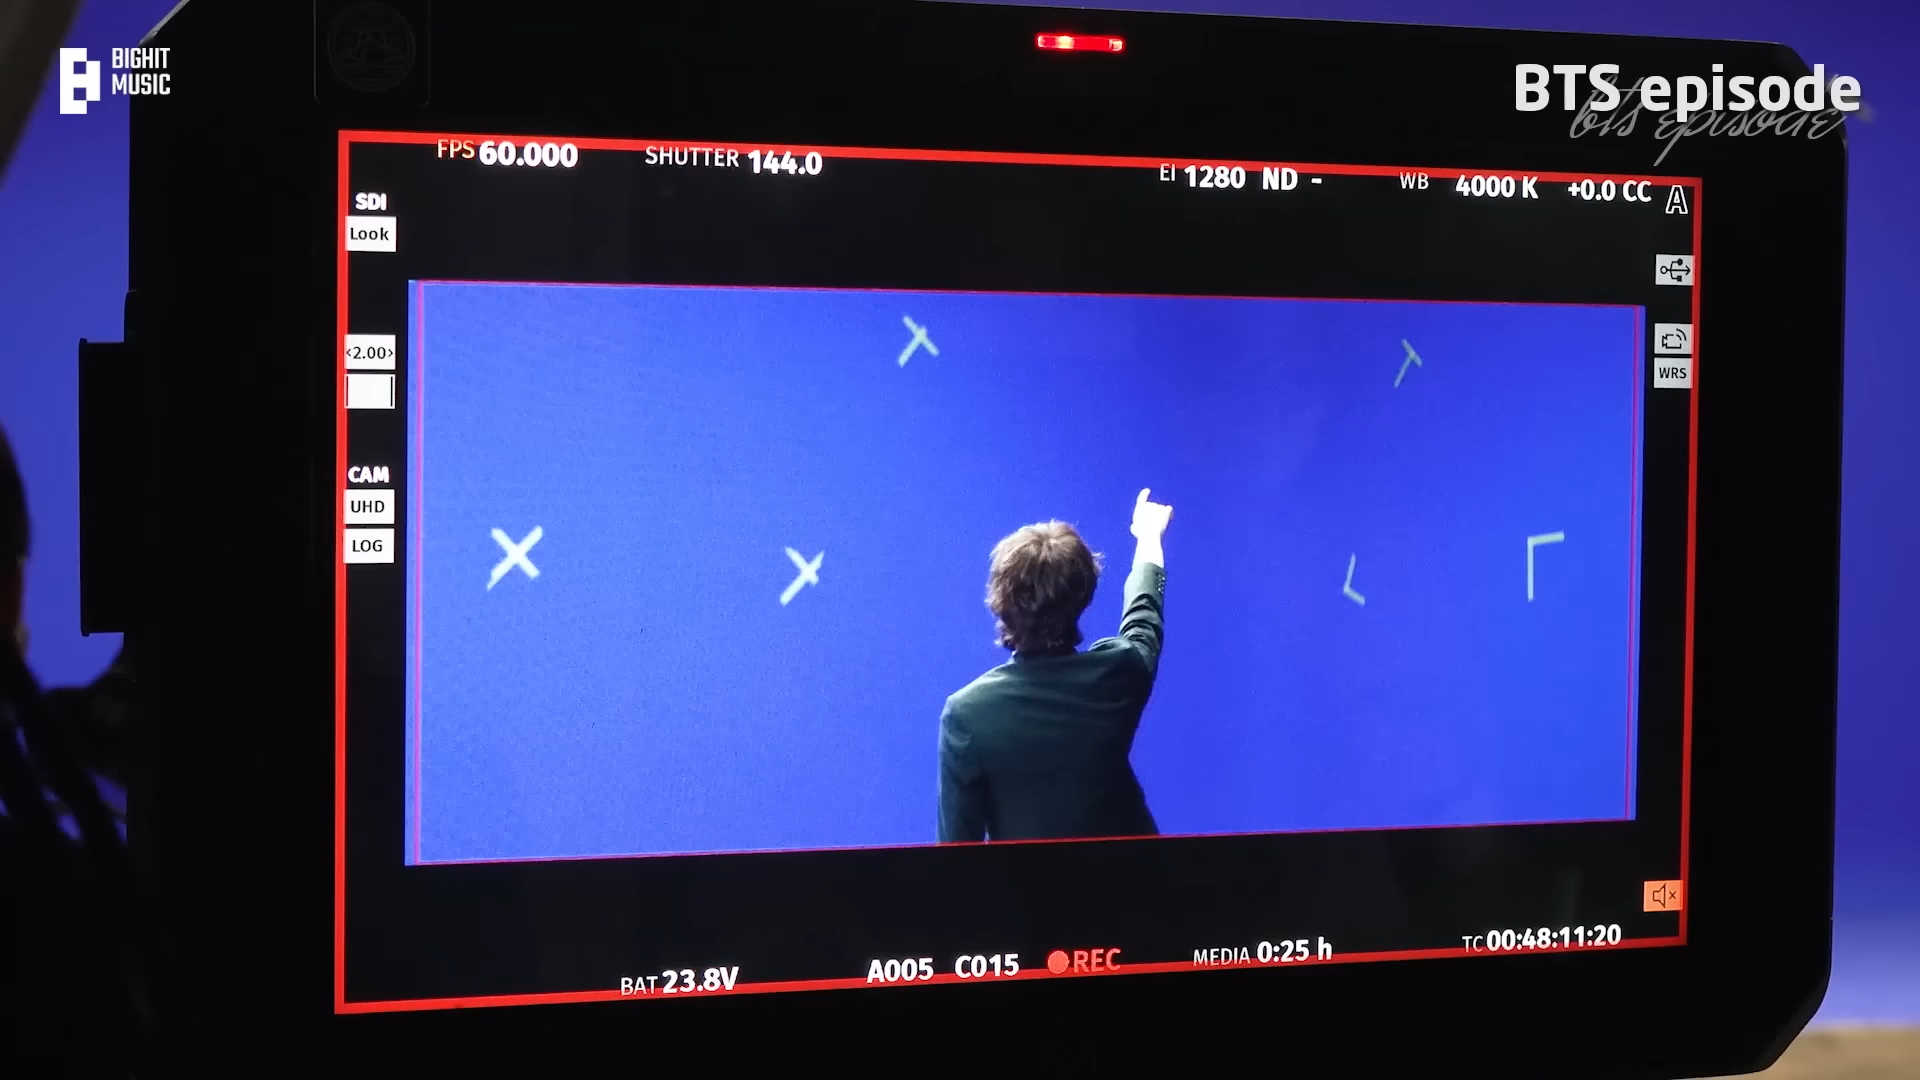 BIGHIT
MUSIC
BTS episode
bts episode
FPS 60.000 SHUTTER 144.0 EI 1280 ND - WB 4000 K +0.0 CC A
SDI
Look
<2.00>
WRS
CAM
UHD
LOG
BAT 23.8V A005 C015 REC MEDIA 0:25 h TC 00:48:11:20